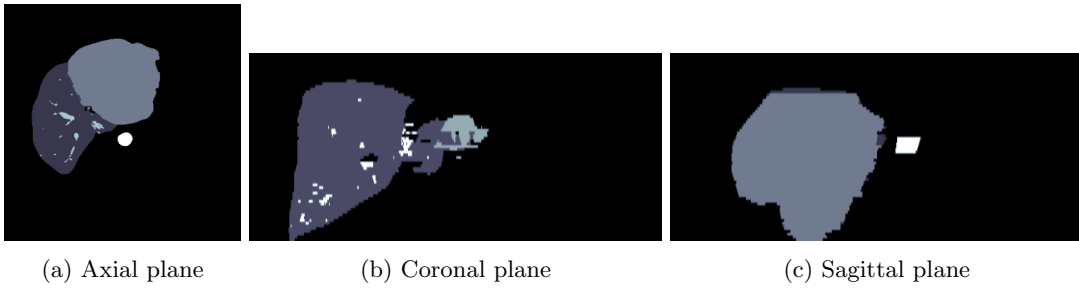 (a) Axial plane
(b) Coronal plane
(c) Sagittal plane